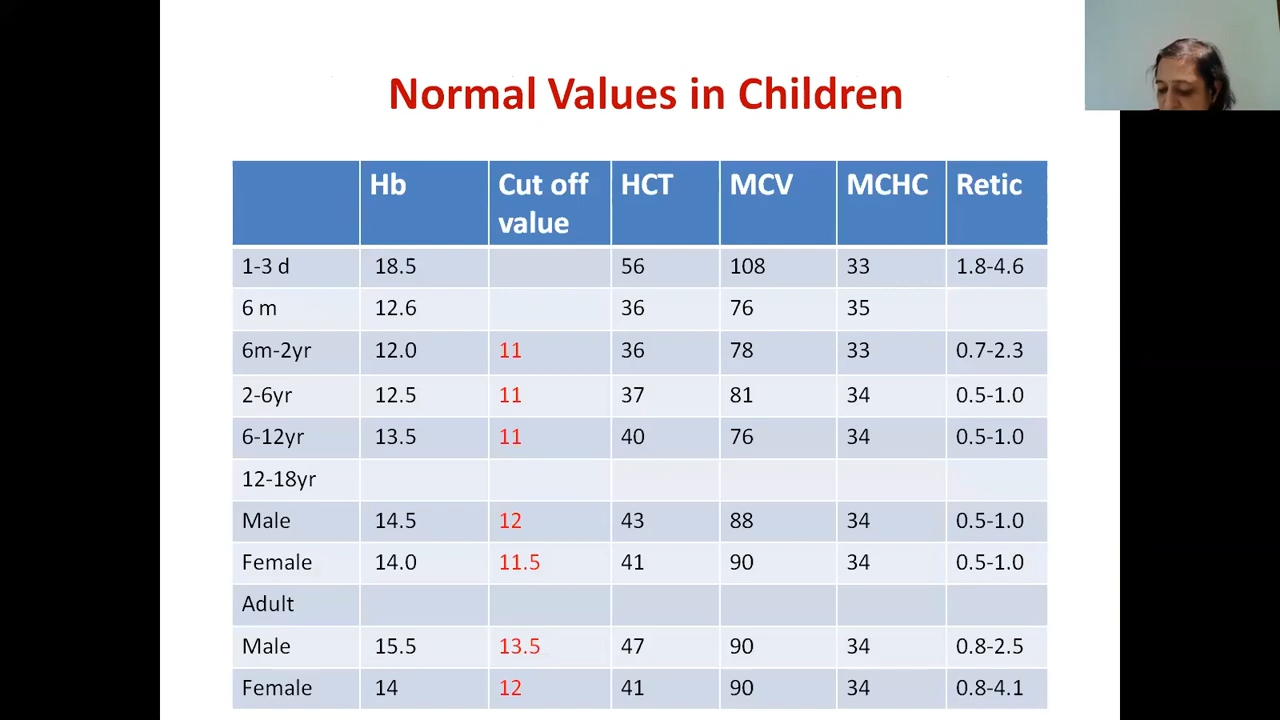 Normal Values in Children
Hb Cut off value HCT MCV MCHC Retic
1-3 d 18.5 56 108 33 1.8-4.6
6 m 12.6 36 76 35
6m-2yr 12.0 11 36 78 33 0.7-2.3
2-6yr 12.5 11 37 81 34 0.5-1.0
6-12yr 13.5 11 40 76 34 0.5-1.0
12-18yr
Male 14.5 12 43 88 34 0.5-1.0
Female 14.0 11.5 41 90 34 0.5-1.0
Adult
Male 15.5 13.5 47 90 34 0.8-2.5
Female 14 12 41 90 34 0.8-4.1